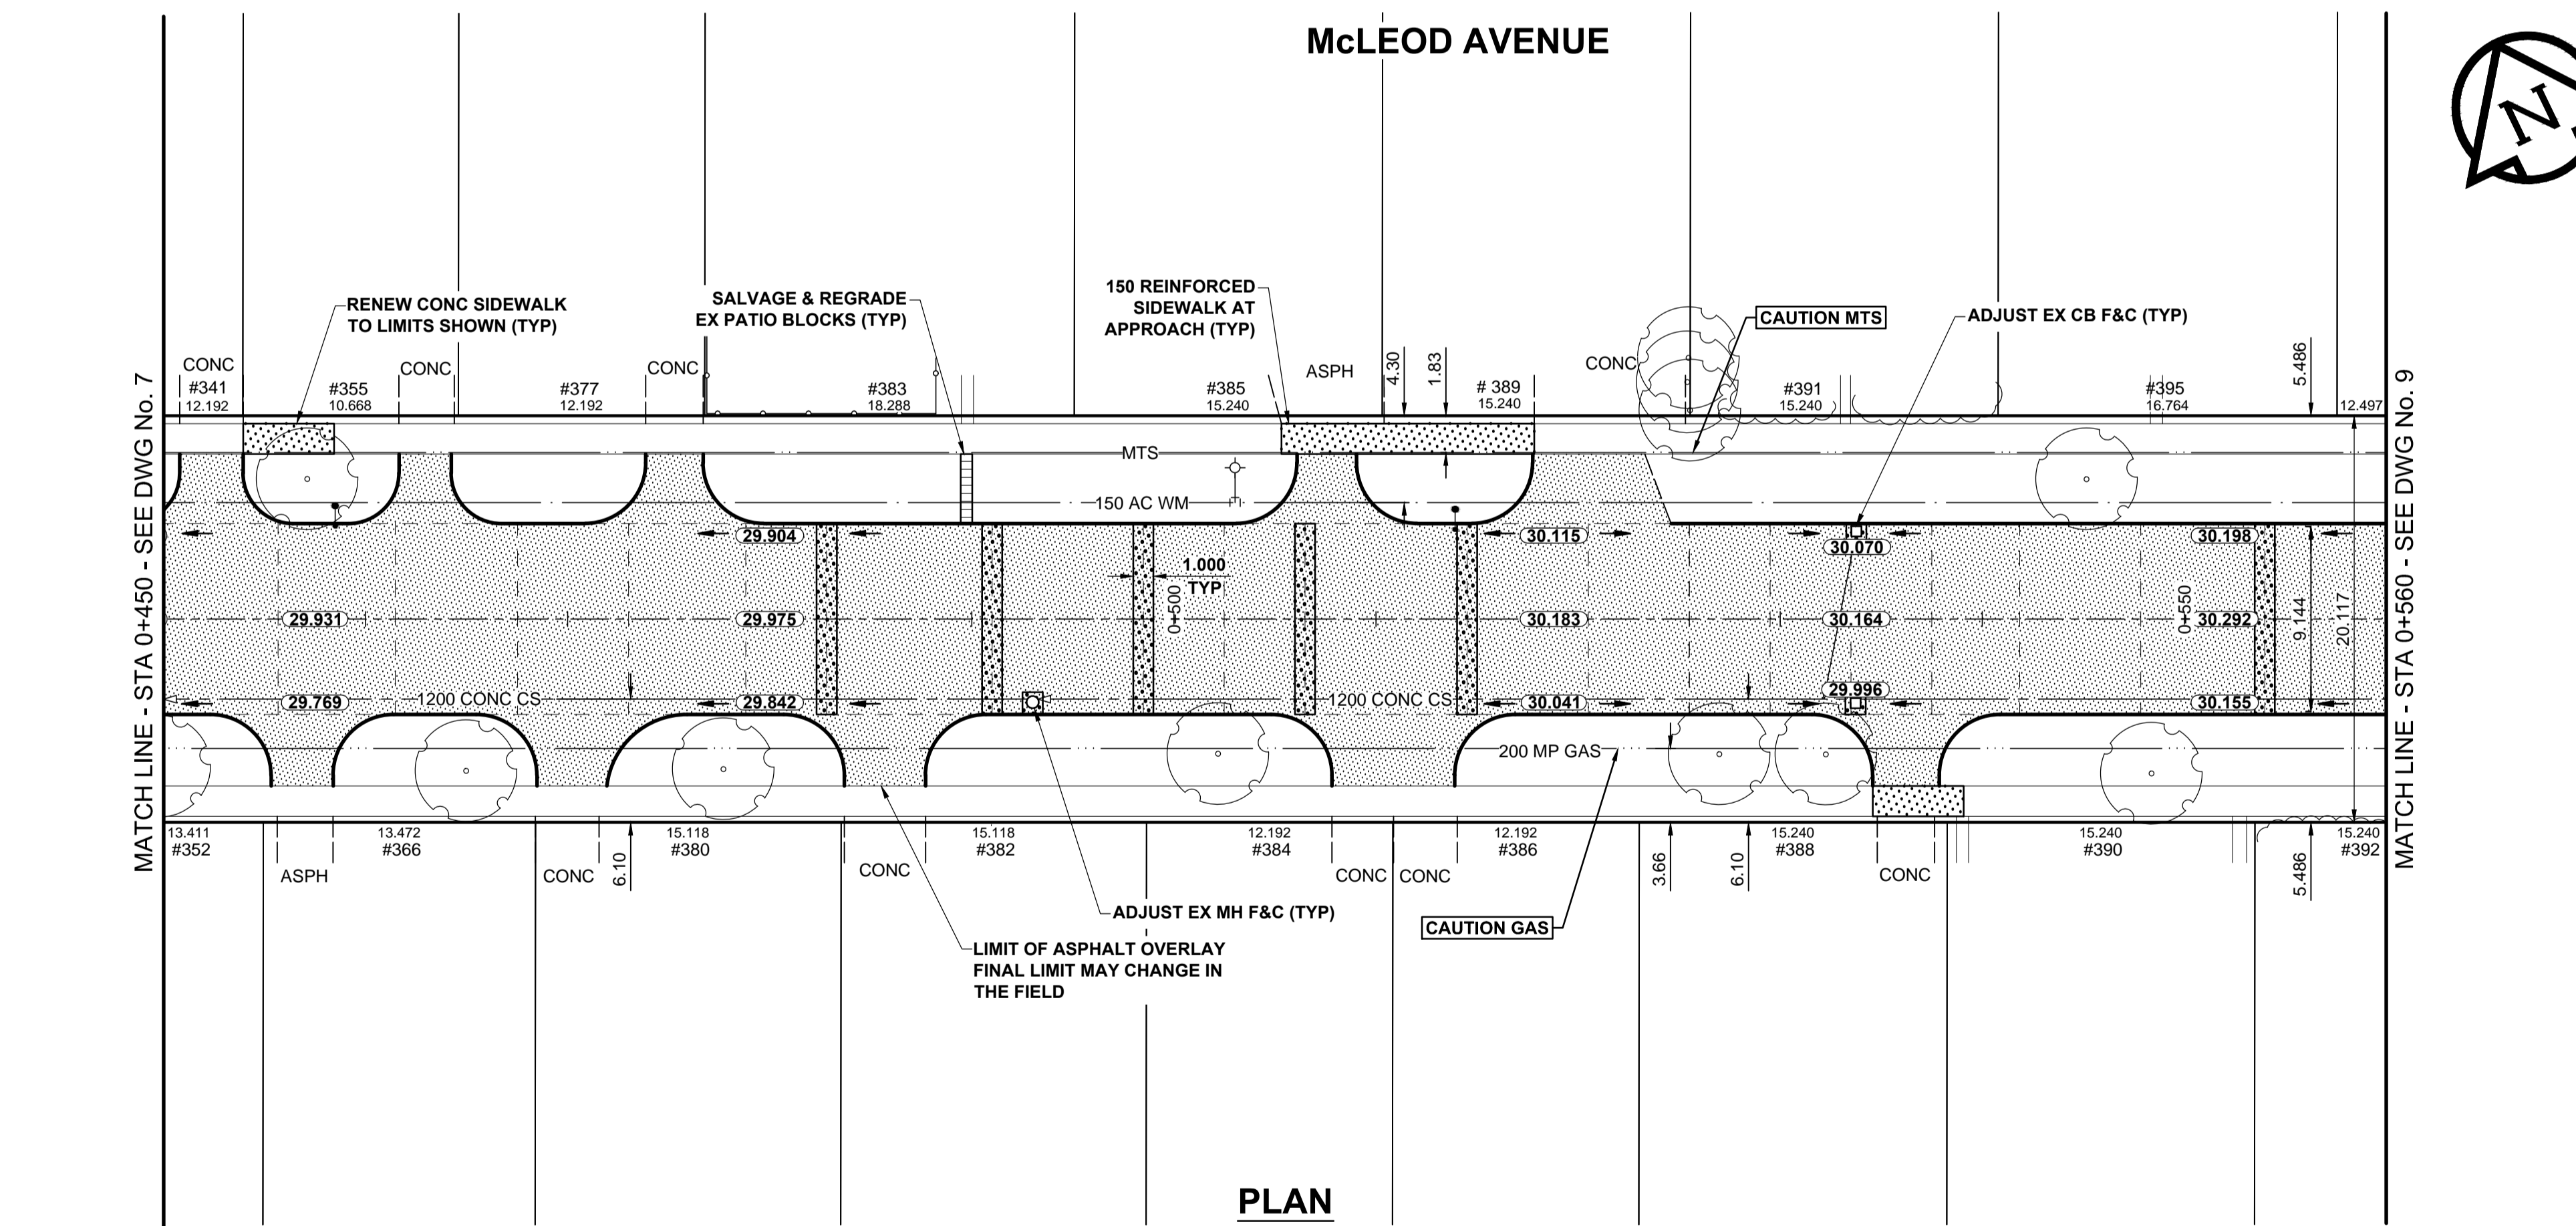 McLEOD AVENUE
N
RENEW CONC SIDEWALK
TO LIMITS SHOWN (TYP)
SALVAGE & REGRADE
EX PATIO BLOCKS (TYP)
150 REINFORCED
SIDEWALK AT
APPROACH (TYP)
CAUTION MTS
ADJUST EX CB F&C (TYP)
CONC
#341
12.192
#355
10.668
CONC
#377
12.192
CONC
#383
18.288
#385
15.240
ASPH
4.30
1.83
# 389
15.240
CONC
#391
15.240
#395
16.764
5.486
12.497
MATCH LINE - STA 0+450 - SEE DWG No. 7
MATCH LINE - STA 0+560 - SEE DWG No. 9
MTS
150 AC WM
29.904
30.115
30.070
30.198
1.000
TYP
0+500
0+550
29.931
29.975
30.183
30.164
30.292
9.144
20.117
29.769
1200 CONC CS
29.842
1200 CONC CS
30.041
29.996
30.155
200 MP GAS
13.411
#352
13.472
#366
15.118
#380
15.118
#382
12.192
#384
12.192
#386
15.240
#388
15.240
#390
15.240
#392
ASPH
CONC
6.10
CONC
CONC
CONC
3.66
6.10
CONC
5.486
ADJUST EX MH F&C (TYP)
CAUTION GAS
LIMIT OF ASPHALT OVERLAY
FINAL LIMIT MAY CHANGE IN
THE FIELD
PLAN